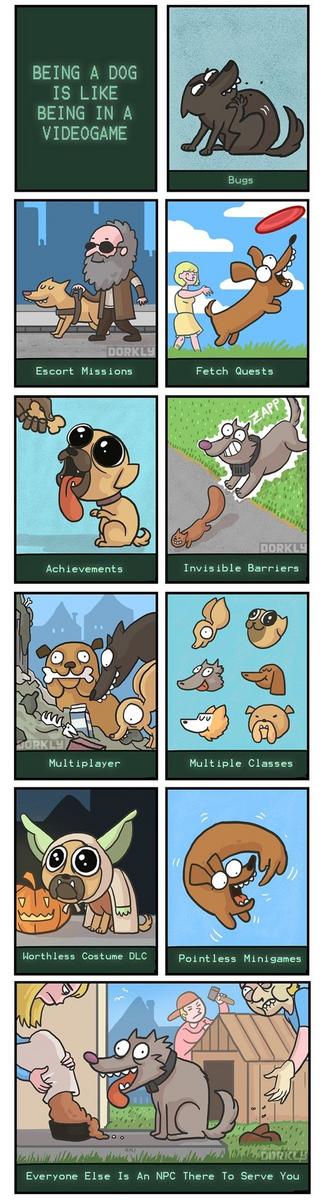 BEING A DOG
IS LIKE
BEING IN A
VIDEOGAME
Bugs
DORKLY
Escort Missions
Fetch Quests
Achievements
ZAPP
DORKLY
Invisible Barriers
DORKLY
Multiplayer
Multiple Classes
Worthless Costume DLC
Pointless Minigames
DORKLY
Everyone Else Is An NPC There To Serve You